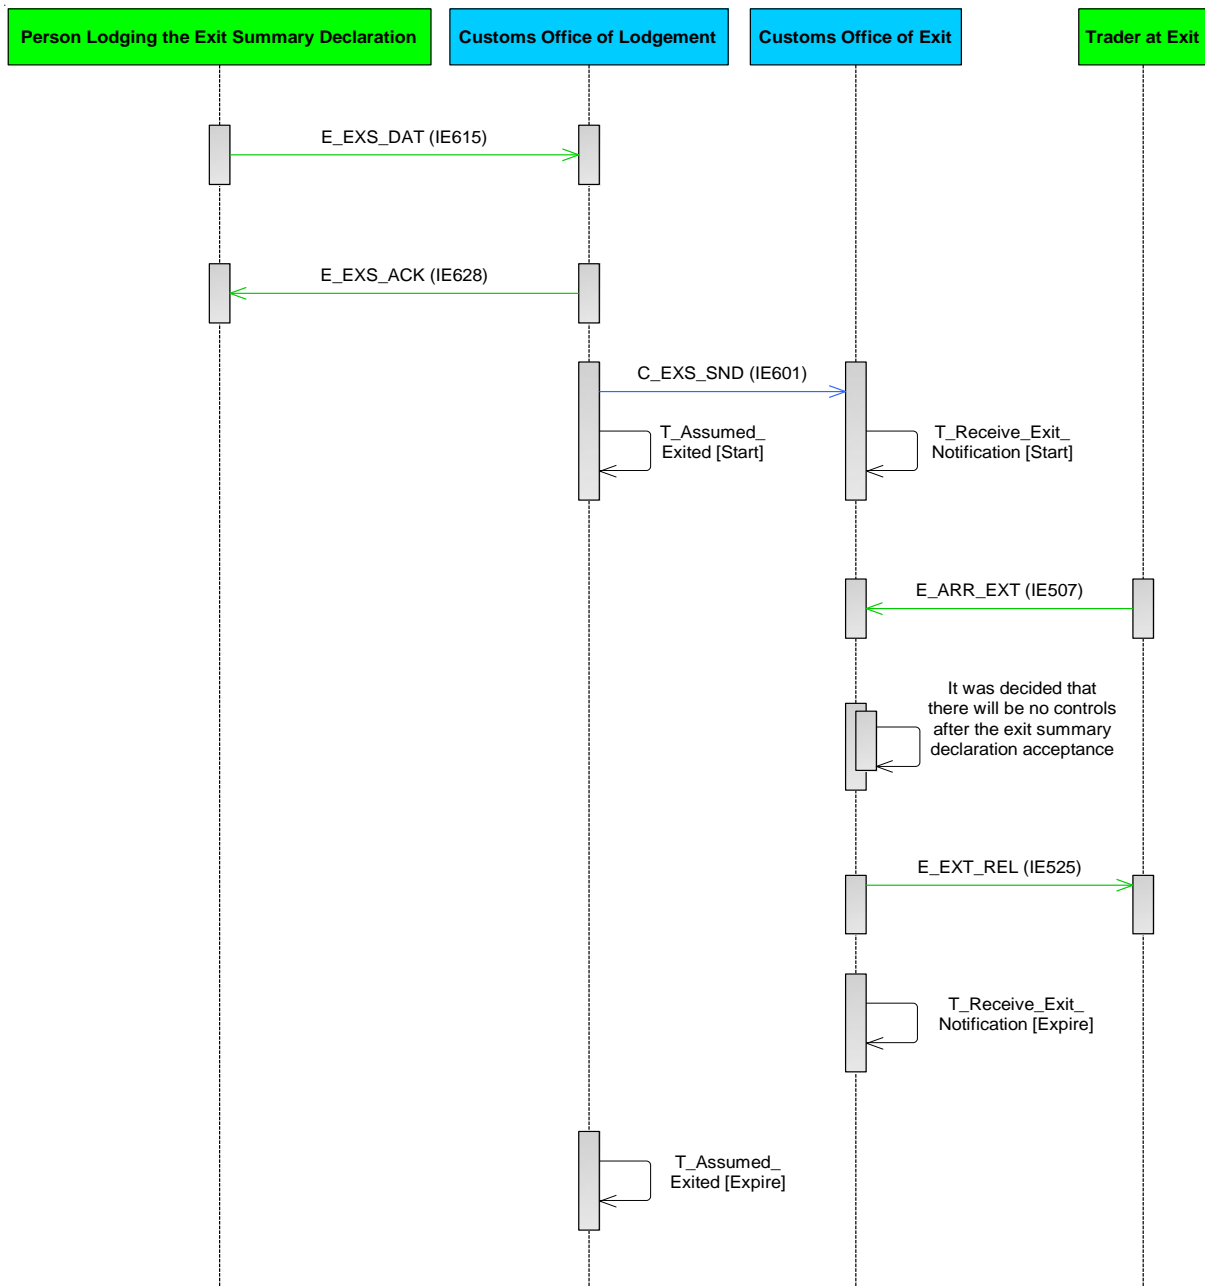 Person Lodging the Exit Summary Declaration
Customs Office of Lodgement
Customs Office of Exit
Trader at Exit
E_EXS_DAT (IE615)
E_EXS_ACK (IE628)
C_EXS_SND (IE601)
T_Assumed_
Exited [Start]
T_Receive_Exit_
Notification [Start]
E_ARR_EXT (IE507)
It was decided that
there will be no controls
after the exit summary
declaration acceptance
E_EXT_REL (IE525)
T_Receive_Exit_
Notification [Expire]
T_Assumed_
Exited [Expire]